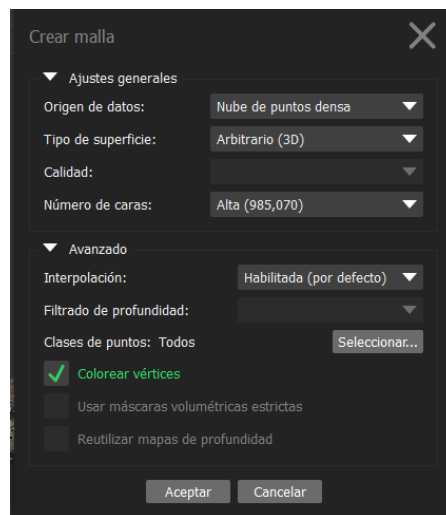 Crear malla
Ajustes generales
Origen de datos: Nube de puntos densa
Tipo de superficie: Arbitrario (3D)
Calidad:
Número de caras: Alta (985,070)
Avanzado
Interpolación: Habilitada (por defecto)
Filtrado de profundidad:
Clases de puntos: Todos Seleccionar...
Colorear vértices
Usar máscaras volumétricas estrictas
Reutilizar mapas de profundidad
Aceptar Cancelar